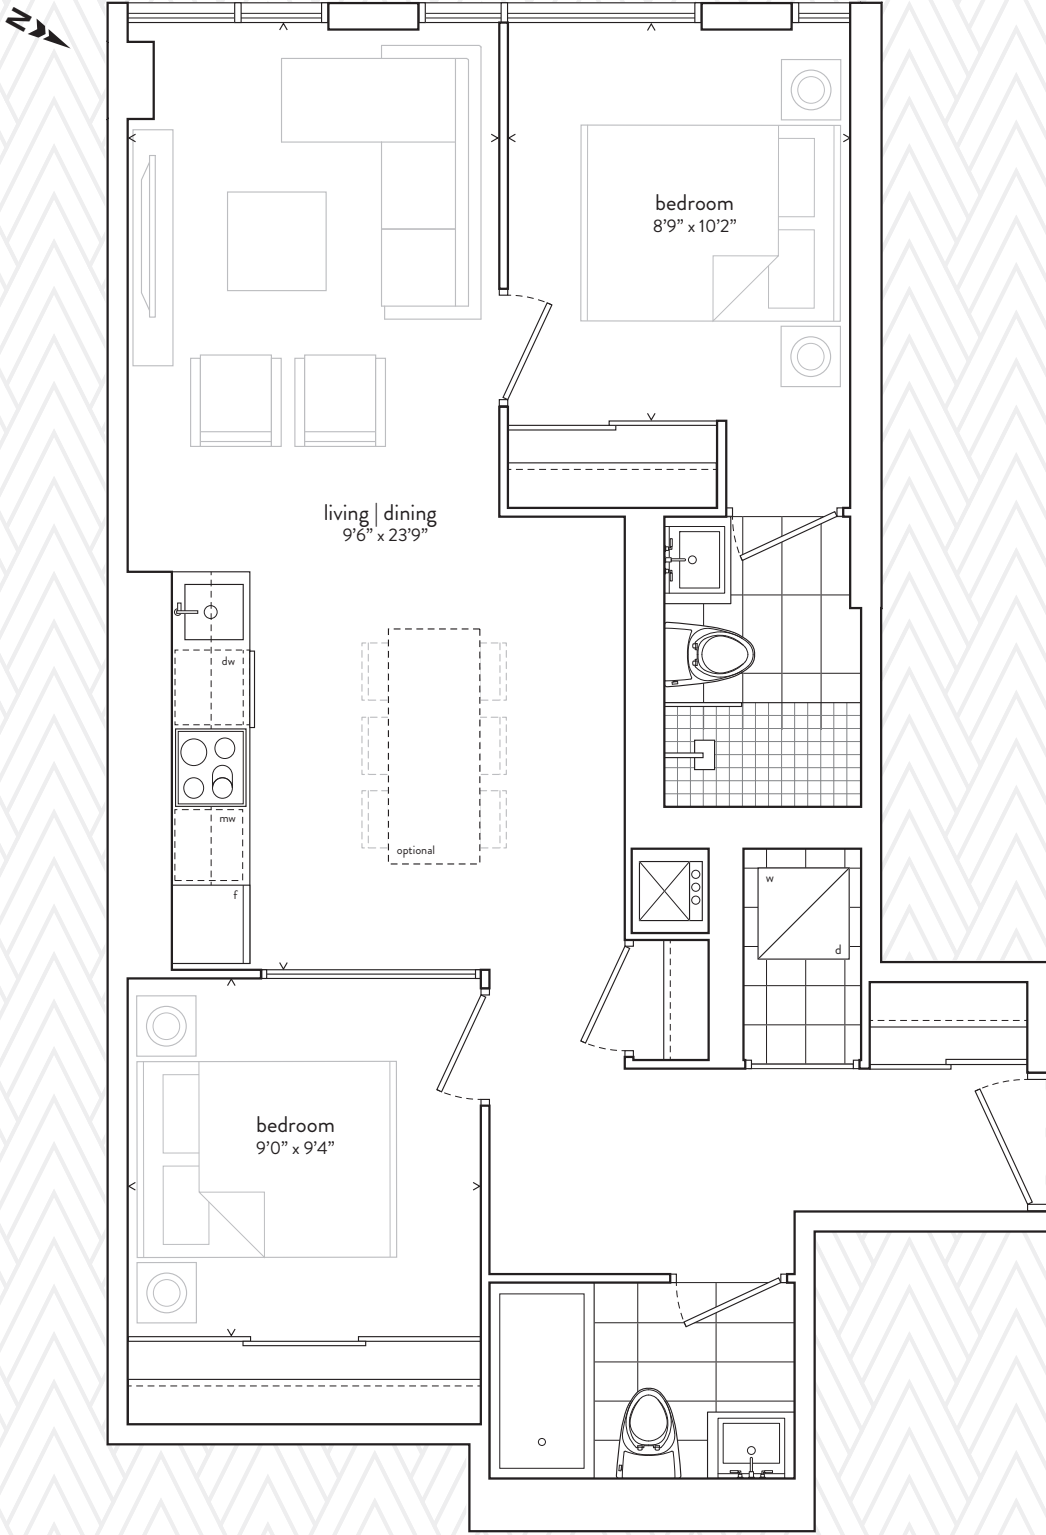 N
bedroom
8'9" x 10'2"
living | dining
9'6" x 23'9"
dw
mw
optional
f
w
d
bedroom
9'0" x 9'4"